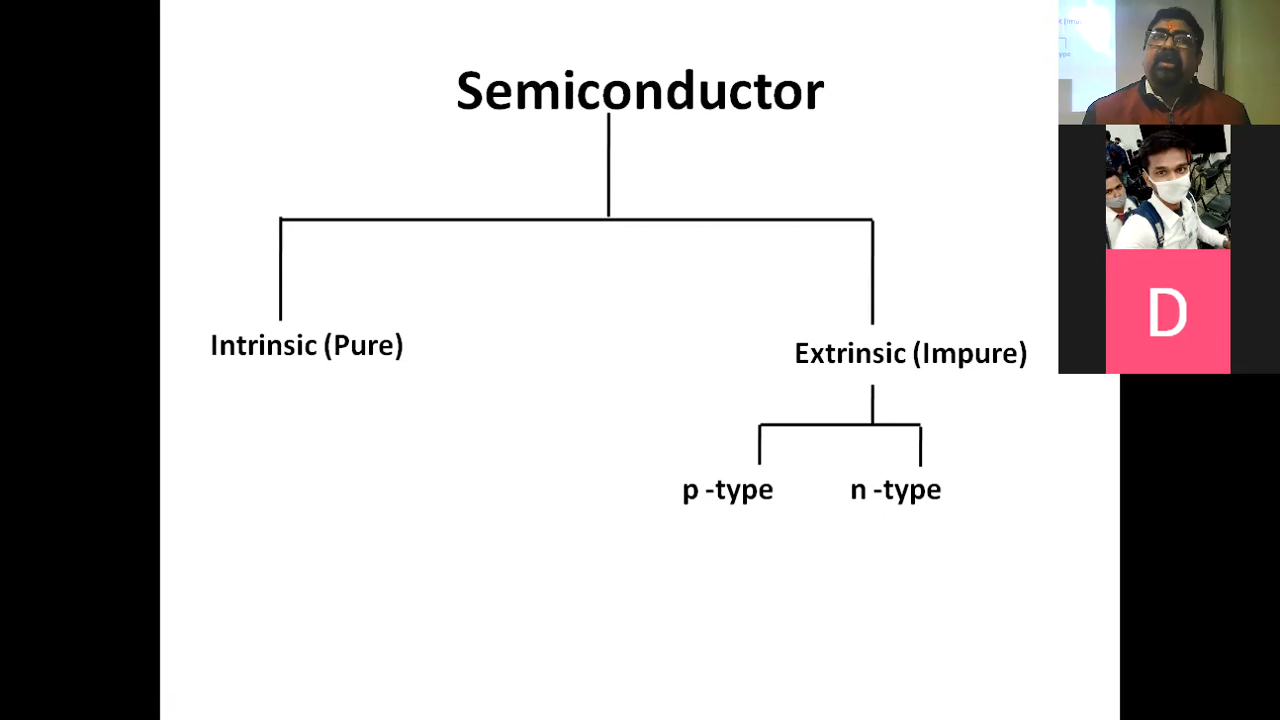 Semiconductor
Intrinsic (Pure)
Extrinsic (Impure)
p -type
n -type
D